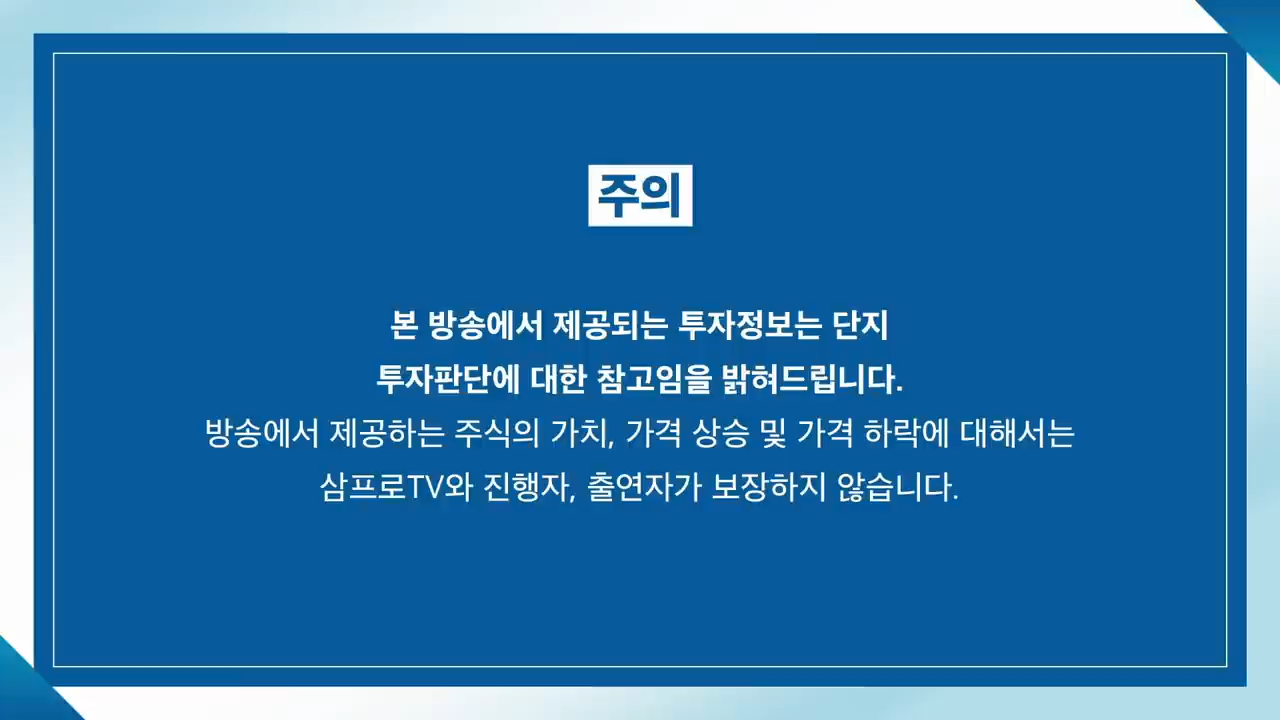 주의
본 방송에서 제공되는 투자정보는 단지
투자판단에 대한 참고임을 밝혀드립니다.
방송에서 제공하는 주식의 가치, 가격 상승 및 가격 하락에 대해서는
삼프로TV와 진행자, 출연자가 보장하지 않습니다.